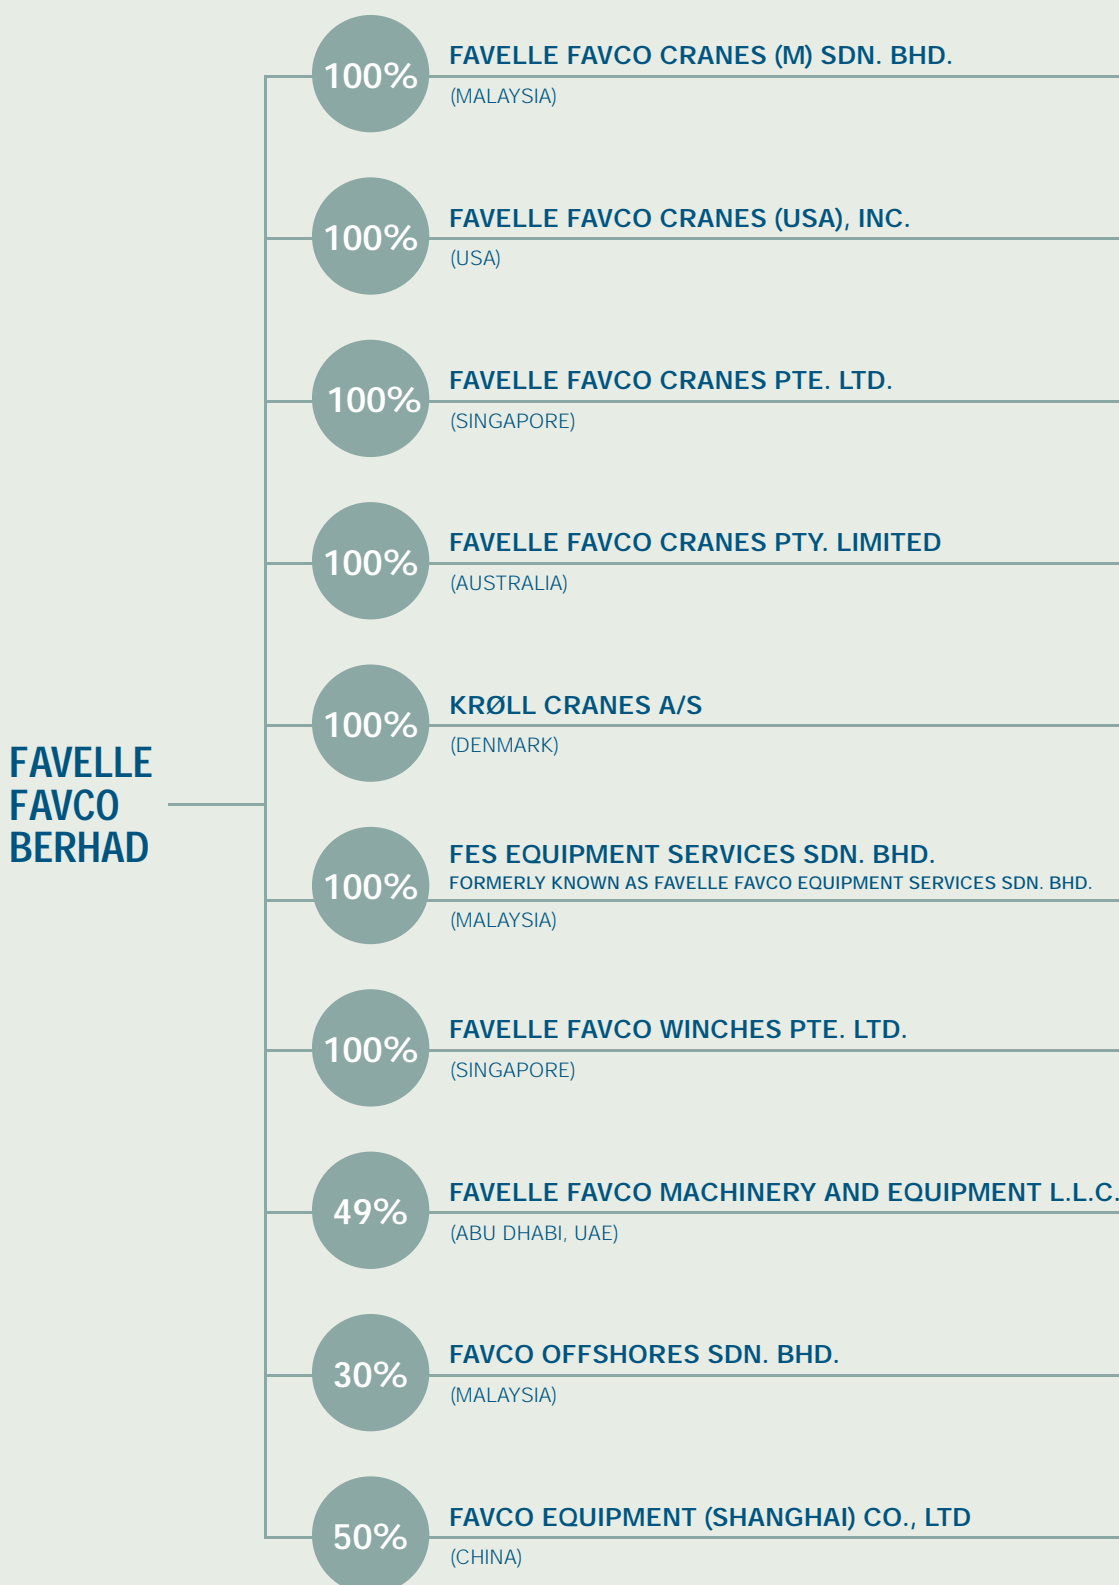 100%
FAVELLE FAVCO CRANES (M) SDN. BHD.
(MALAYSIA)
100%
FAVELLE FAVCO CRANES (USA), INC.
(USA)
100%
FAVELLE FAVCO CRANES PTE. LTD.
(SINGAPORE)
100%
FAVELLE FAVCO CRANES PTY. LIMITED
(AUSTRALIA)
100%
KRØLL CRANES A/S
(DENMARK)
FAVELLE
FAVCO
BERHAD
100%
FES EQUIPMENT SERVICES SDN. BHD.
FORMERLY KNOWN AS FAVELLE FAVCO EQUIPMENT SERVICES SDN. BHD.
(MALAYSIA)
100%
FAVELLE FAVCO WINCHES PTE. LTD.
(SINGAPORE)
49%
FAVELLE FAVCO MACHINERY AND EQUIPMENT L.L.C.
(ABU DHABI, UAE)
30%
FAVCO OFFSHORES SDN. BHD.
(MALAYSIA)
50%
FAVCO EQUIPMENT (SHANGHAI) CO., LTD
(CHINA)